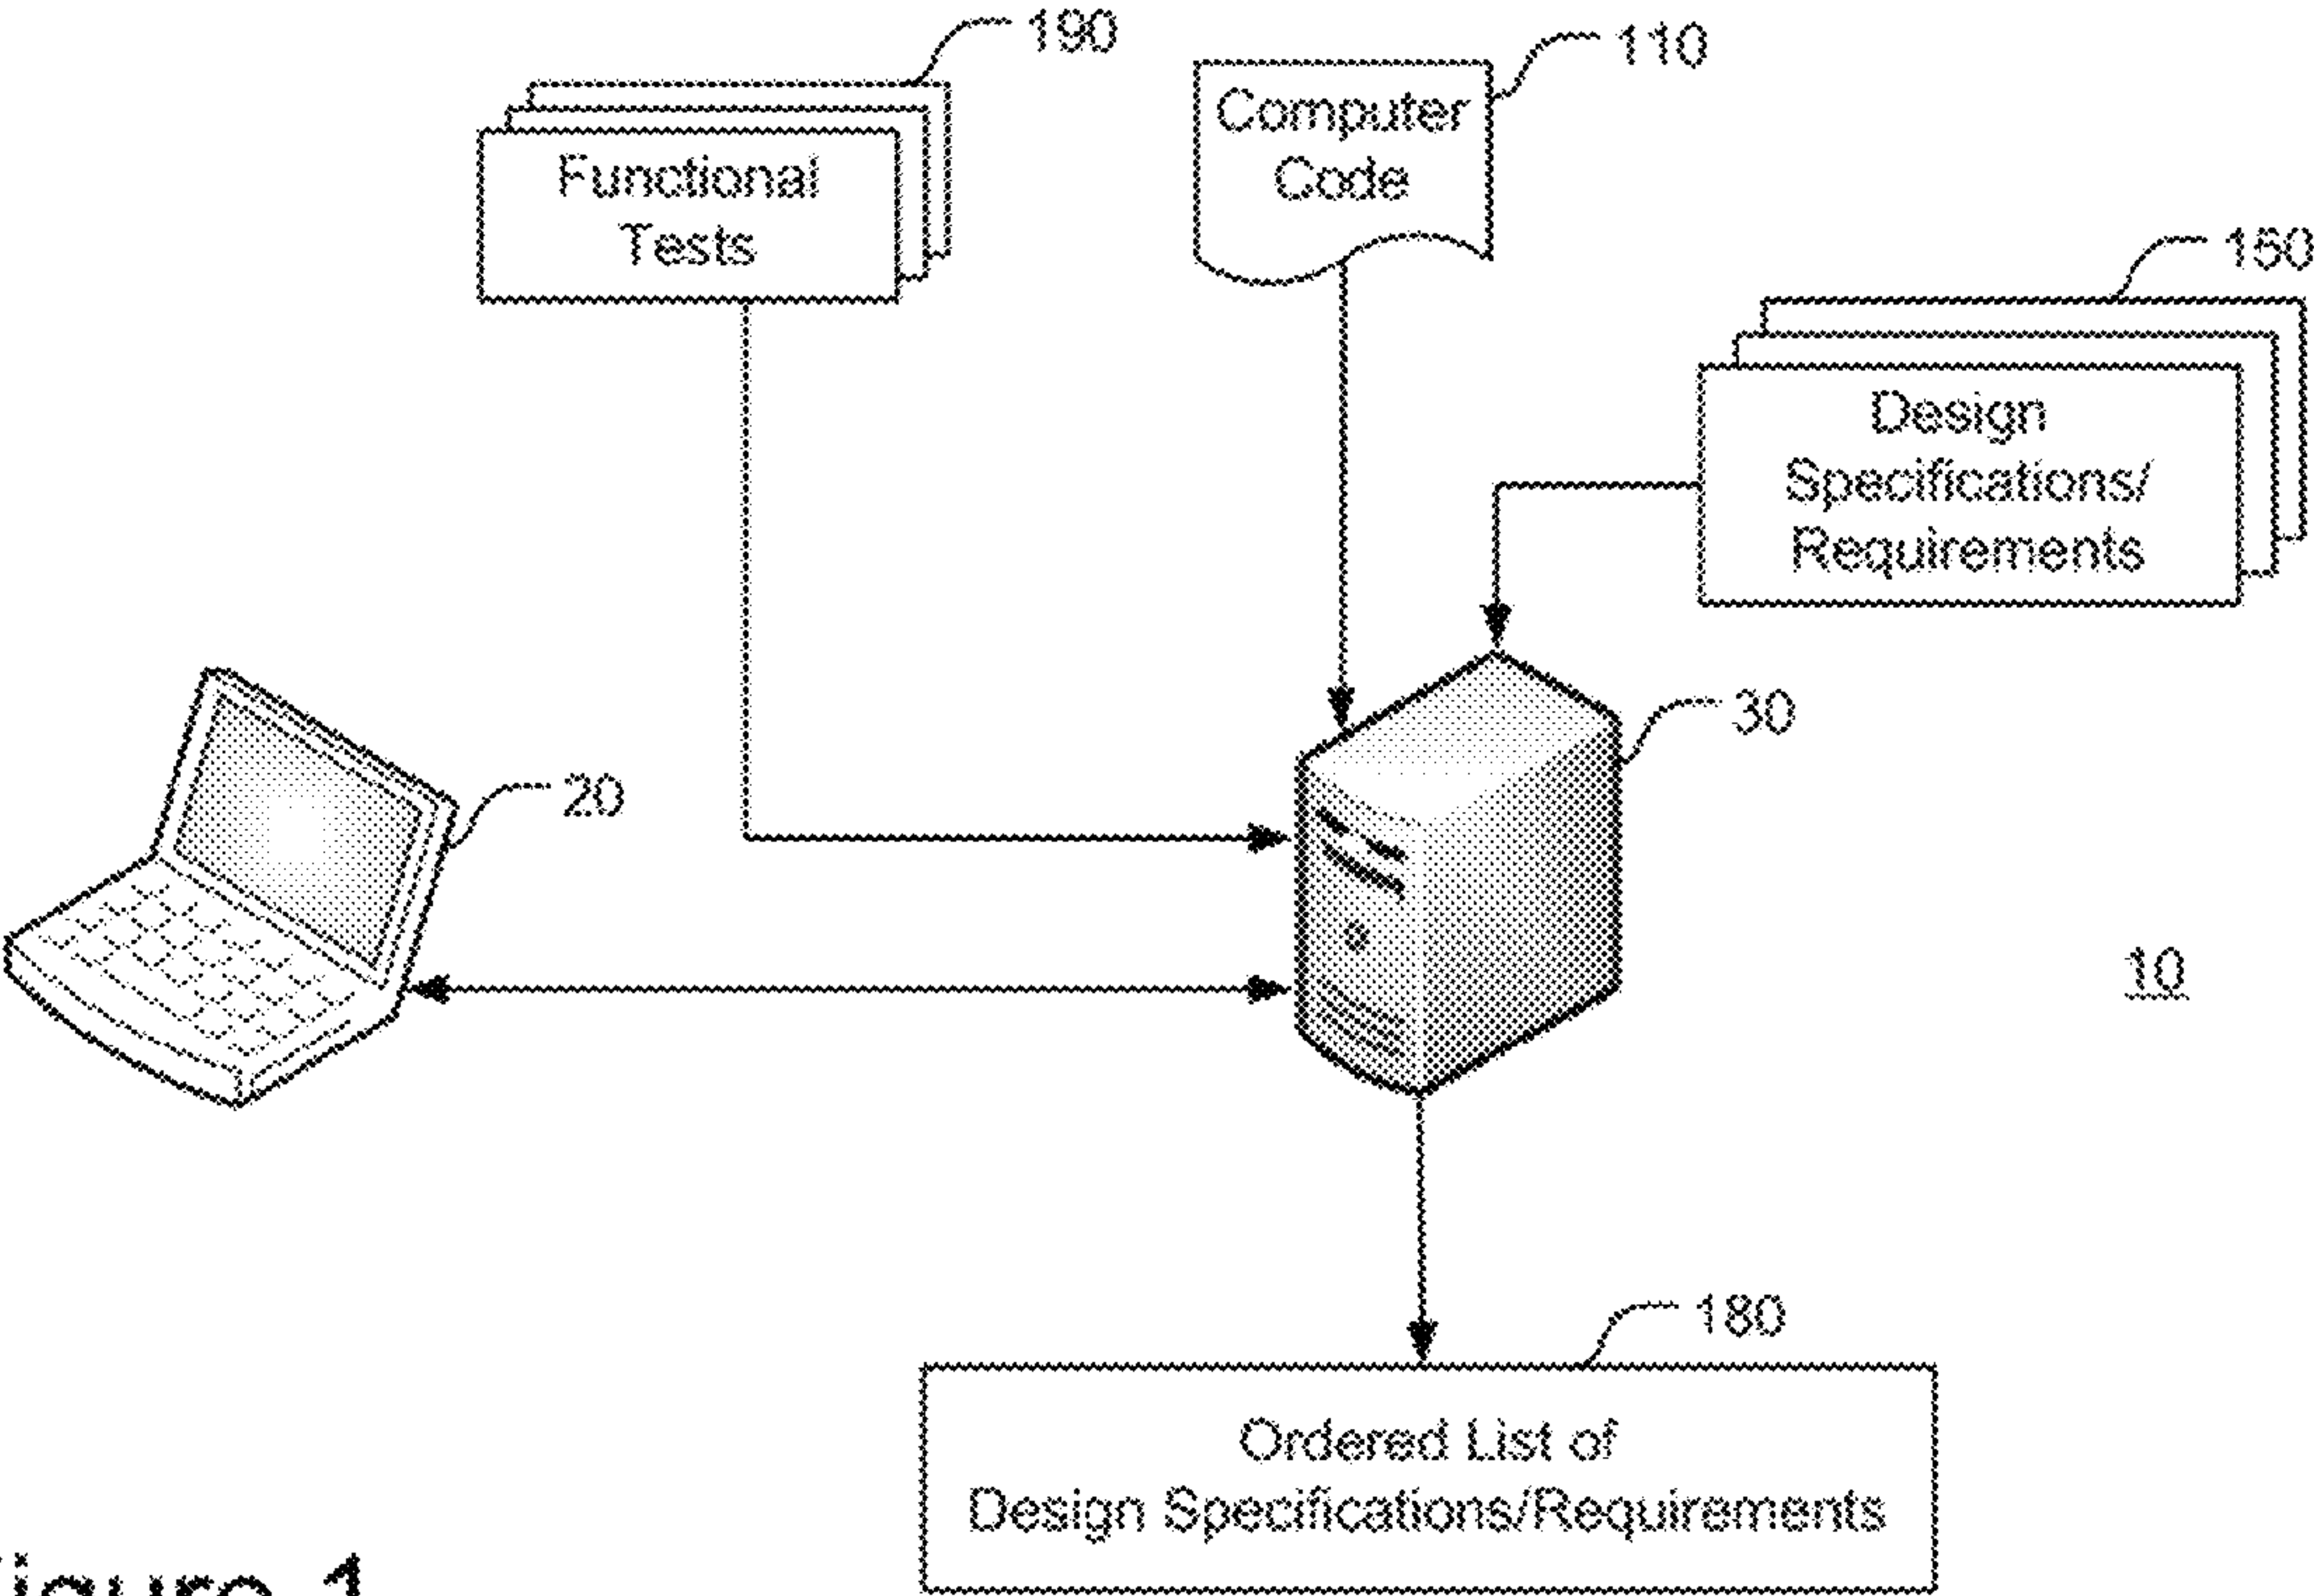 190
110
Computer
Code
Functional
Tests
Design
Specifications/
Requirements
30
20
10
180
Ordered List of
Design Specifications/Requirements